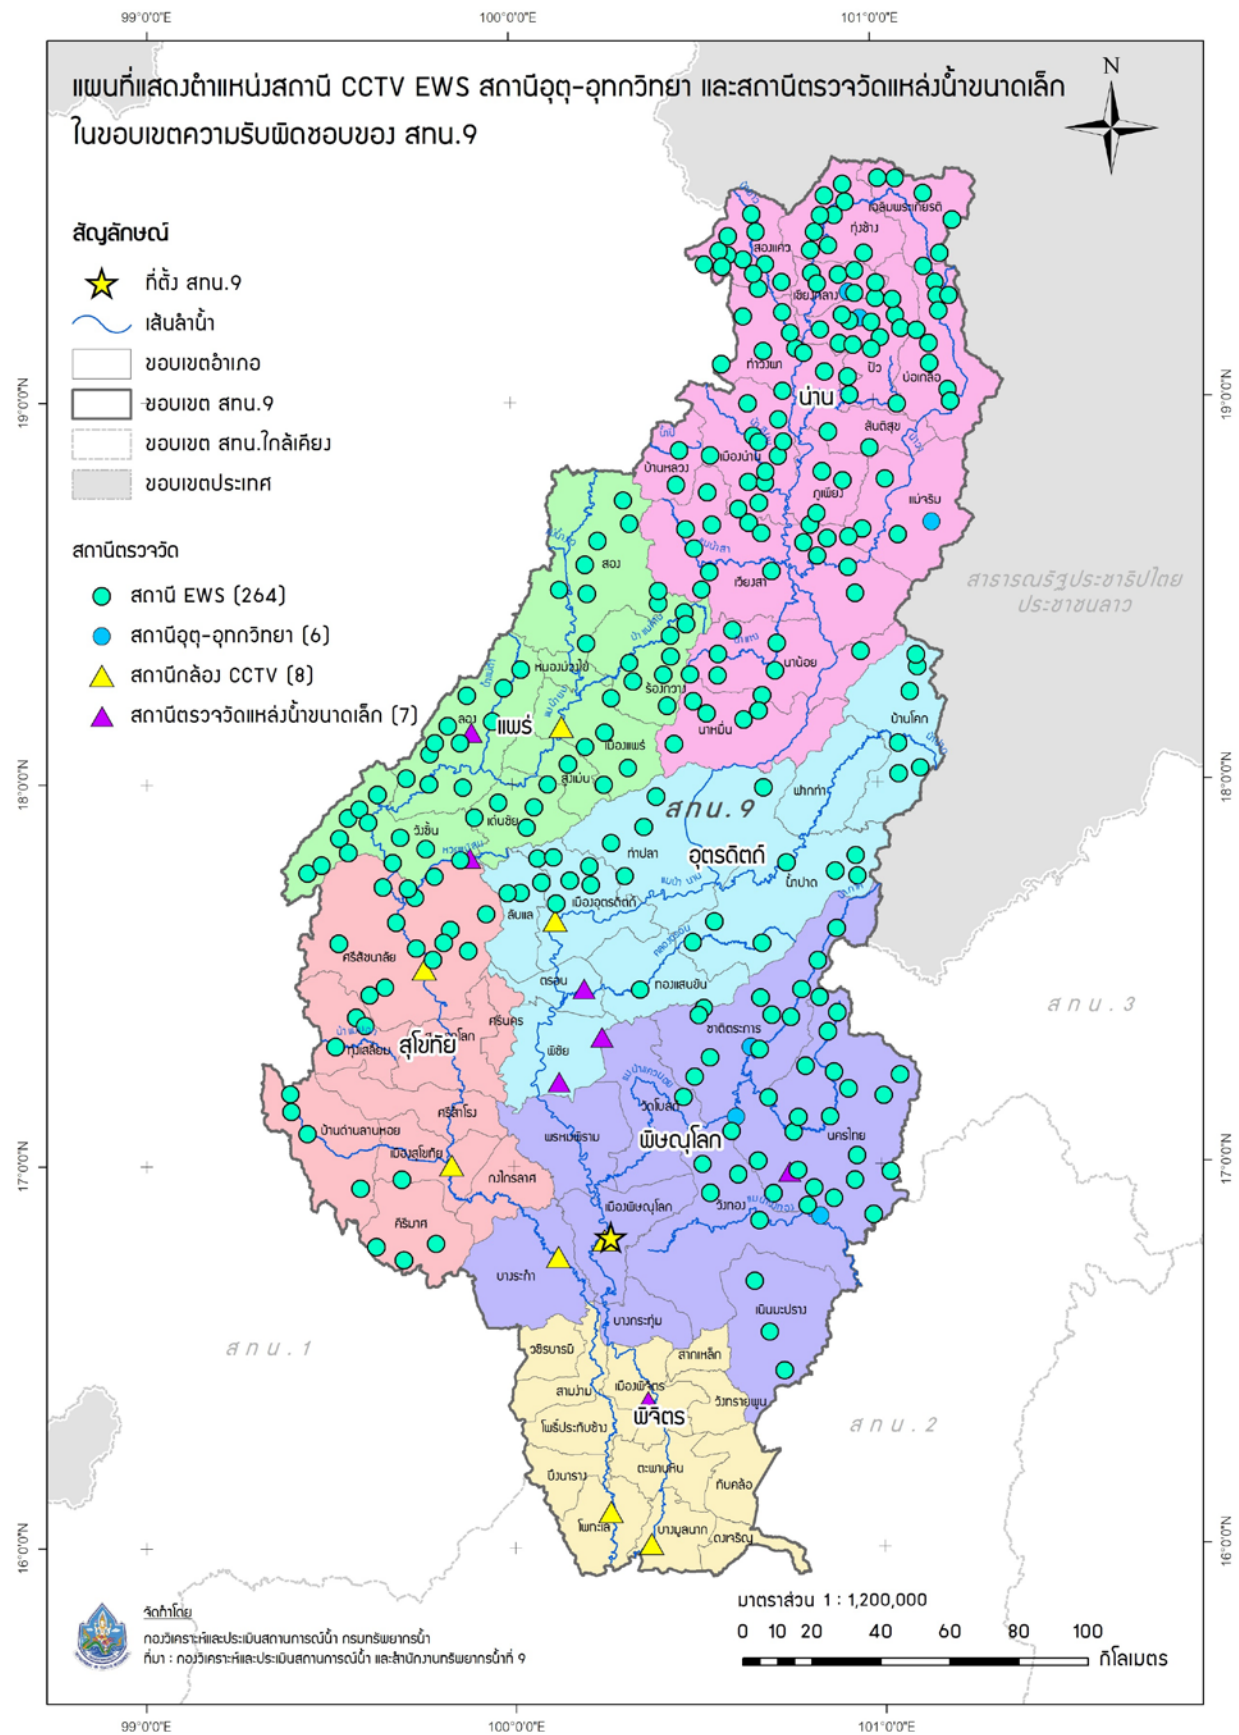 99°0'0"E
100°0'0"E
101°0'0"E
แผนที่แสดงตำแหน่งสถานี CCTV EWS สถานีอุตุ-อุทกวิทยา และสถานีตรวจวัดแหล่งน้ำขนาดเล็ก
ในขอบเขตความรับผิดชอบของ สทน.9
N
สัญลักษณ์
ที่ตั้ง สทน.9
เส้นลำน้ำ
ขอบเขตอำเภอ
ขอบเขต สทน.9
ขอบเขต สทน.ใกล้เคียง
ขอบเขตประเทศ
สถานีตรวจวัด
สถานี EWS (264)
สถานีอุตุ-อุทกวิทยา (6)
สถานีกล้อง CCTV (8)
สถานีตรวจวัดแหล่งน้ำขนาดเล็ก (7)
เฉลิมพระเกียรติ
ทุ่งช้าง
สองแคว
เชียงกลาง
ท่าวังผา
ปัว
บ่อเกลือ
น่าน
สันติสุข
เมืองน่าน
บ้านหลวง
ภูเพียง
แม่จริม
สอง
แม่น้ำสา
เวียงสา
สาธารณรัฐประชาธิปไตย
ประชาชนลาว
หนองม่วงไข่
ร้องกวาง
นาน้อย
ลอง
แพร่
แม่น้ำยม
เมืองแพร่
นาหมื่น
บ้านโคก
สูงเม่น
สทน.9
ฟากท่า
เด่นชัย
วังชิ้น
ท่าปลา
อุตรดิตถ์
แม่น้ำ น่าน
น้ำปาด
ลับแล
เมืองอุตรดิตถ์
ศรีสัชนาลัย
คลองตรอน
ตรอน
ทองแสนขัน
สทน.3
ศรีนคร
ชาติตระการ
ทุ่งเสลี่ยม
สุโขทัย
พิชัย
ศรีสำโรง
วัดโบสถ์
บ้านด่านลานหอย
พรหมพิราม
พิษณุโลก
นครไทย
เมืองสุโขทัย
กงไกรลาศ
เมืองพิษณุโลก
วังทอง
คีรีมาศ
บางระกำ
เนินมะปราง
บางกระทุ่ม
สทน.1
วชิรบารมี
สากเหล็ก
สามง่าม
เมืองพิจิตร
วังทรายพูน
โพธิ์ประทับช้าง
พิจิตร
สทน.2
บึงนาราง
ตะพานหิน
ทับคล้อ
โพทะเล
บางมูลนาก
ดงเจริญ
19°0'0"N
18°0'0"N
17°0'0"N
16°0'0"N
19°0'0"N
18°0'0"N
17°0'0"N
16°0'0"N
มาตราส่วน 1 : 1,200,000
0 10 20 40 60 80 100
กิโลเมตร
จัดทำโดย
กองวิเคราะห์และประเมินสถานการณ์น้ำ กรมทรัพยากรน้ำ
ที่มา : กองวิเคราะห์และประเมินสถานการณ์น้ำ และสำนักงานทรัพยากรน้ำที่ 9
99°0'0"E
100°0'0"E
101°0'0"E